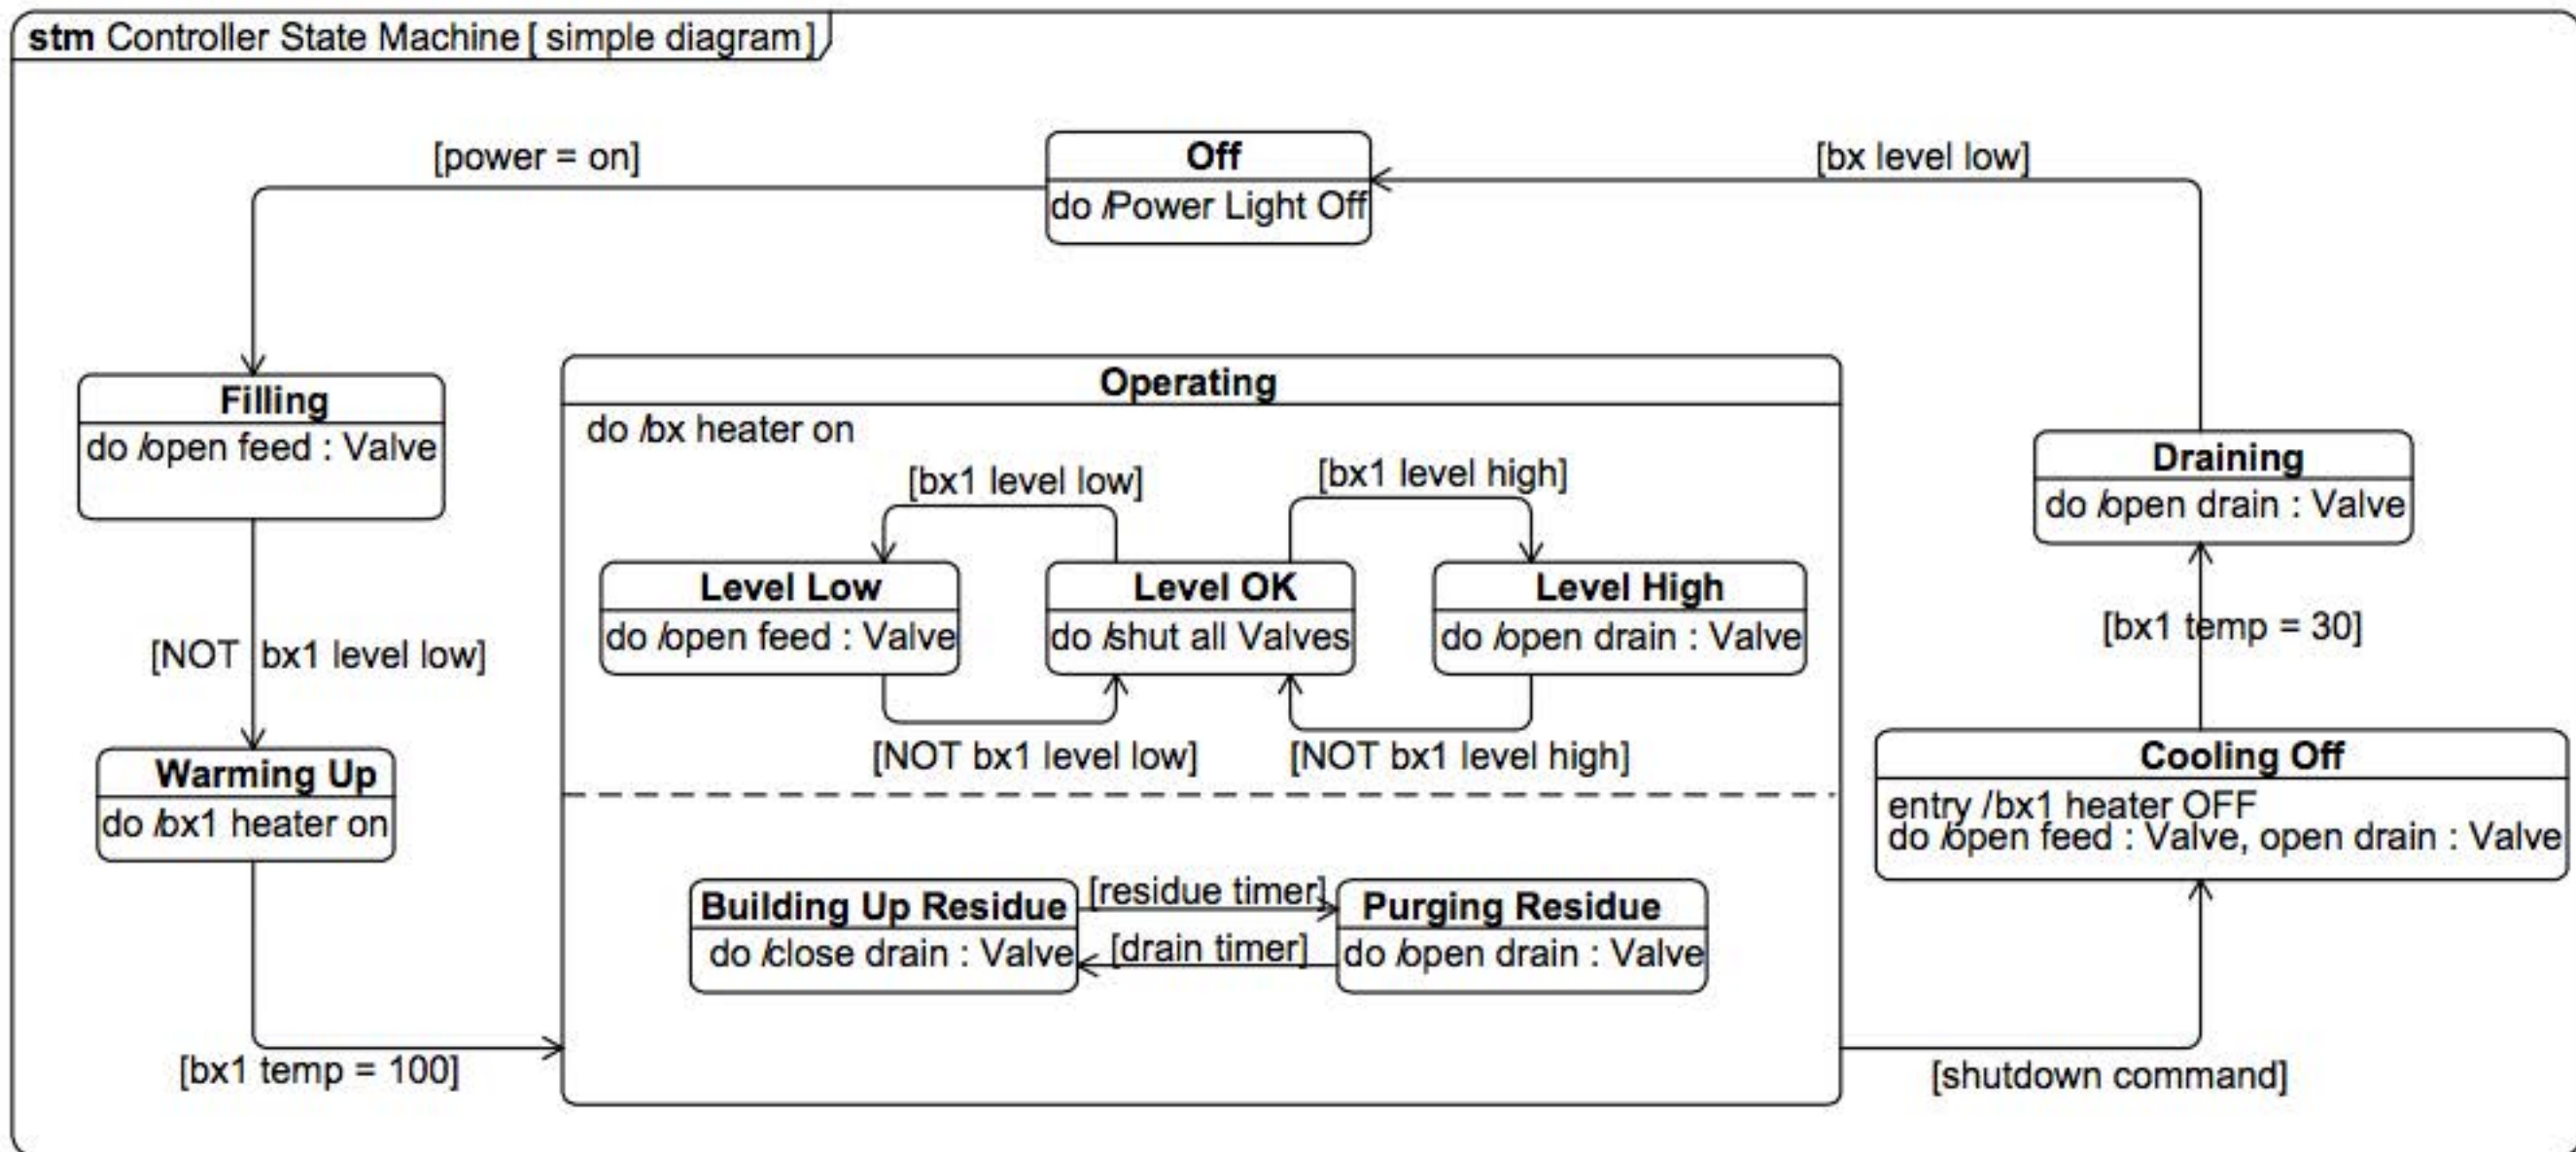 stm Controller State Machine [ simple diagram]
[power = on]
Off
do /Power Light Off
[bx level low]
Filling
do /open feed : Valve
Operating
do /bx heater on
[bx1 level low]
[bx1 level high]
Draining
do /open drain : Valve
Level Low
do /open feed : Valve
Level OK
do /shut all Valves
Level High
do /open drain : Valve
[NOT bx1 level low]
[bx1 temp = 30]
[NOT bx1 level low]
[NOT bx1 level high]
Warming Up
do /bx1 heater on
Cooling Off
entry /bx1 heater OFF
do /open feed : Valve, open drain : Valve
Building Up Residue
do /close drain : Valve
[residue timer]
[drain timer]
Purging Residue
do /open drain : Valve
[bx1 temp = 100]
[shutdown command]